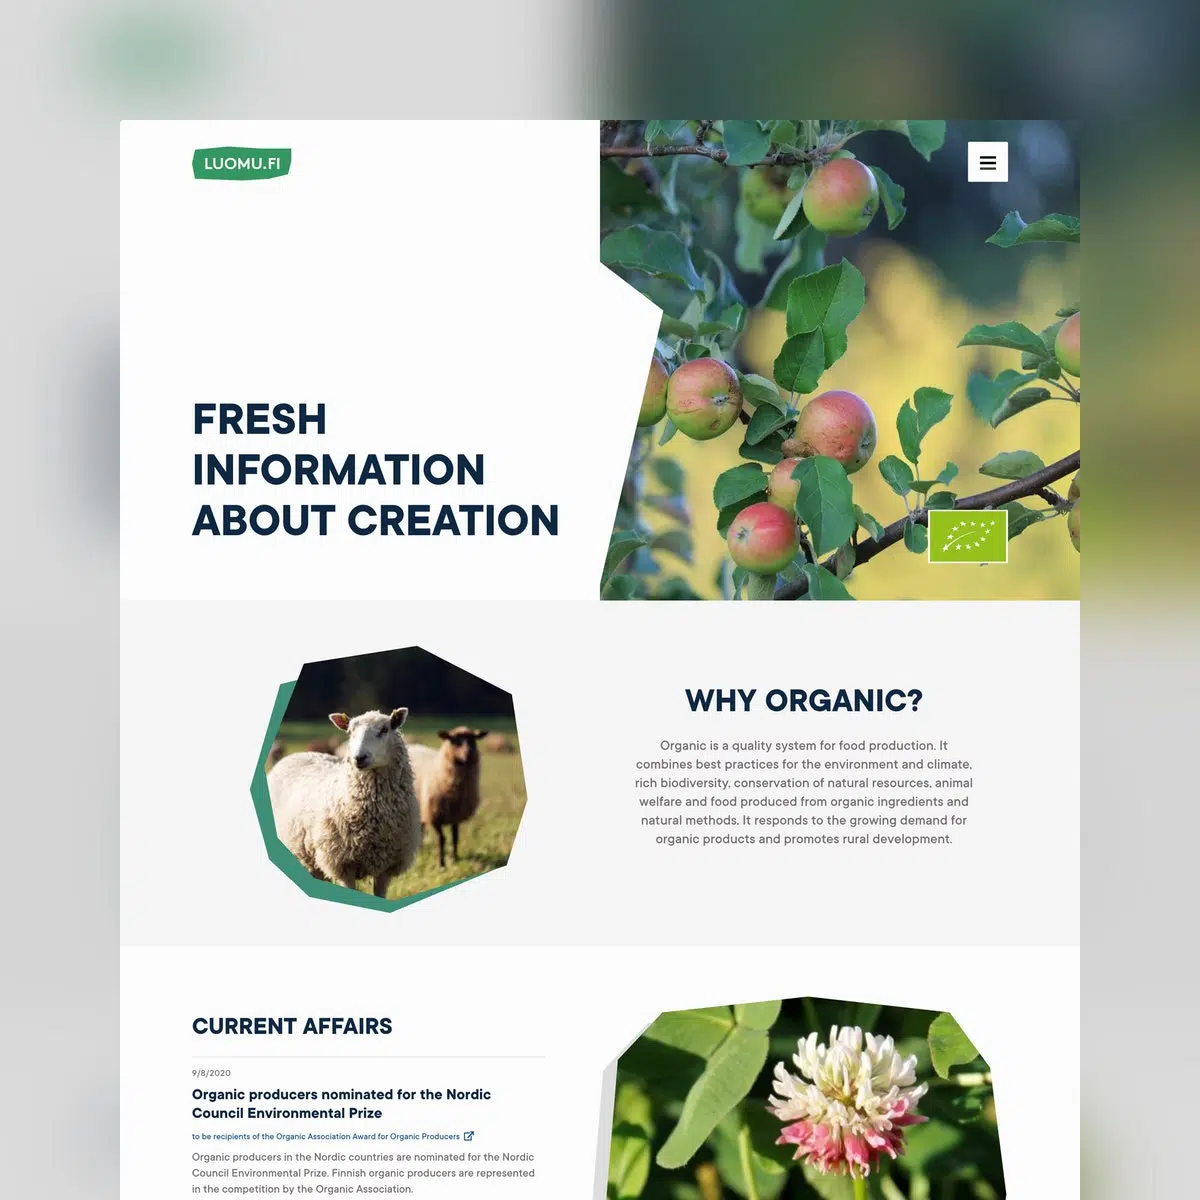 LUOMU.FI
FRESH
INFORMATION
ABOUT CREATION
WHY ORGANIC?
Organic is a quality system for food production. It
combines best practices for the environment and climate,
rich biodiversity, conservation of natural resources, animal
welfare and food produced from organic ingredients and
natural methods. It responds to the growing demand for
organic products and promotes rural development.
CURRENT AFFAIRS
9/8/2020
Organic producers nominated for the Nordic
Council Environmental Prize
to be recipients of the Organic Association Award for Organic Producers
Organic producers in the Nordic countries are nominated for the Nordic
Council Environmental Prize. Finnish organic producers are represented
in the competition by the Organic Association.